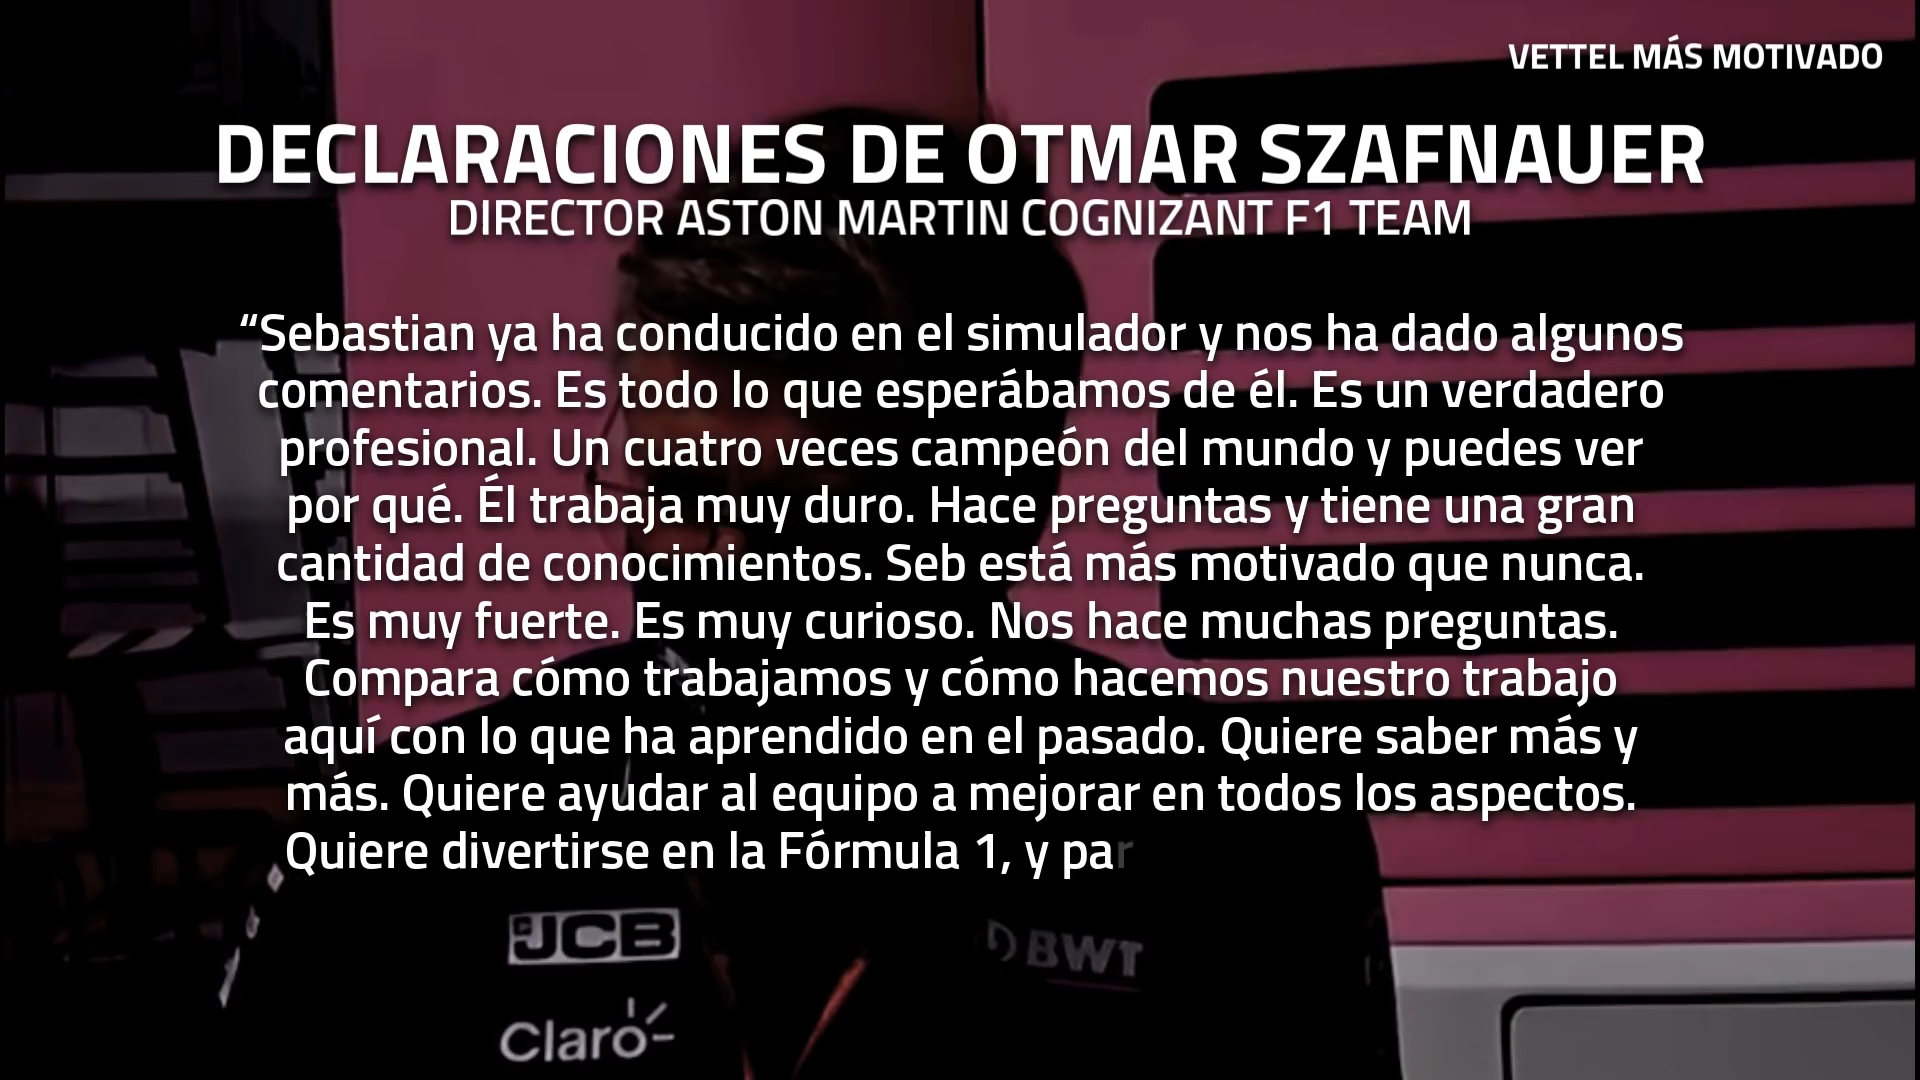 VETTEL MÁS MOTIVADO
DECLARACIONES DE OTMAR SZAFNAUER
DIRECTOR ASTON MARTIN COGNIZANT F1 TEAM
“Sebastian ya ha conducido en el simulador y nos ha dado algunos
comentarios. Es todo lo que esperábamos de él. Es un verdadero
profesional. Un cuatro veces campeón del mundo y puedes ver
por qué. Él trabaja muy duro. Hace preguntas y tiene una gran
cantidad de conocimientos. Seb está más motivado que nunca.
Es muy fuerte. Es muy curioso. Nos hace muchas preguntas.
Compara cómo trabajamos y cómo hacemos nuestro trabajo
aquí con lo que ha aprendido en el pasado. Quiere saber más y
más. Quiere ayudar al equipo a mejorar en todos los aspectos.
Quiere divertirse en la Fórmula 1, y par
JCB
BWT
Claro